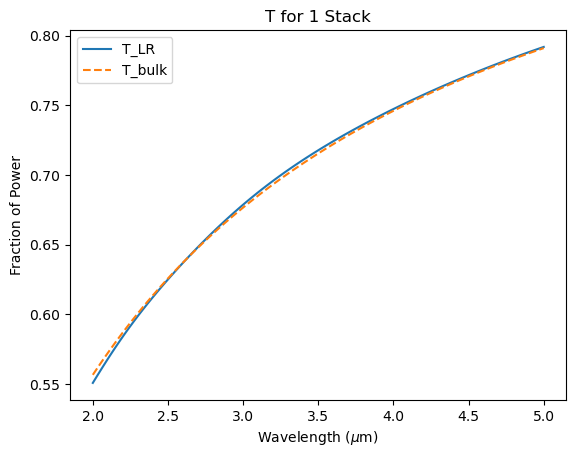 T for 1 Stack
T_LR
T_bulk
Fraction of Power
0.80
0.75
0.70
0.65
0.60
0.55
2.0 2.5 3.0 3.5 4.0 4.5 5.0
Wavelength (μm)